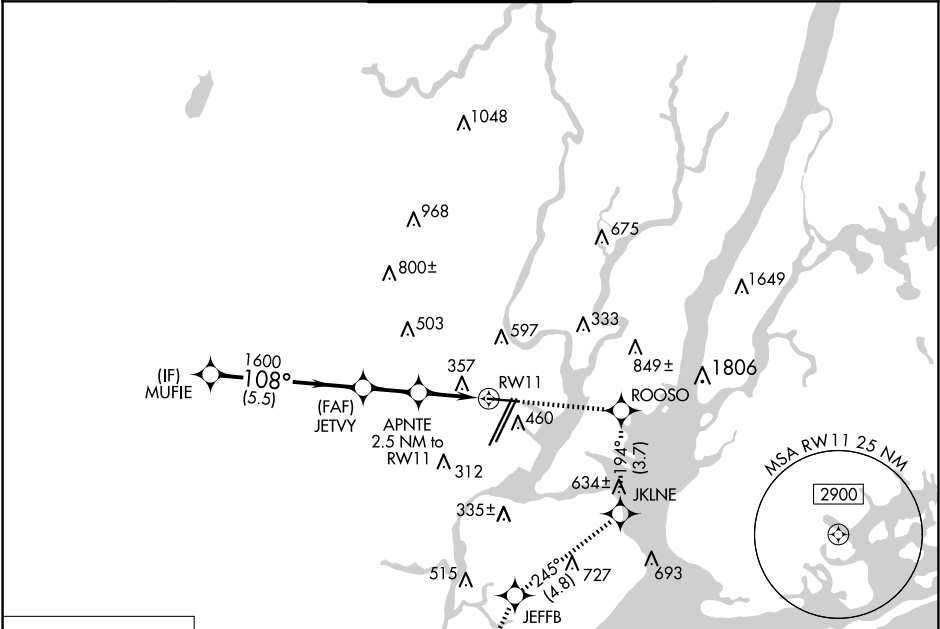 1048
968
675
800±
1649
503
597
333
849±
1806
1600
108°
(5.5)
357
RW11
(IF)
MUFIE
ROOSO
(FAF)
JETVY
APNTE
2.5 NM to
RW11
460
312
194°
(3.7)
MSA RW11 25 NM
2900
634±
JKLNE
335±
515
245°
(4.8)
727
693
JEFFB